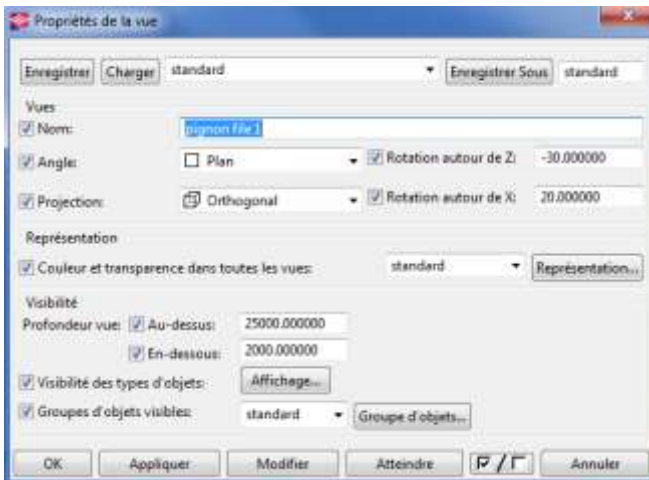 Propriétés de la vue
Enregistrer Charger standard Enregistrer Sous standard
Vues
Nom: pignon file 1
Angle: Plan Rotation autour de Z: -30.000000
Projection: Orthogonal Rotation autour de X: 20.000000
Représentation
Couleur et transparence dans toutes les vues: standard Représentation...
Visibilité
Profondeur vue: Au-dessus: 25000.000000
En-dessous: 2000.000000
Visibilité des types d'objets: Affichage...
Groupes d'objets visibles: standard Groupe d'objets...
OK Appliquer Modifier Atteindre / Annuler